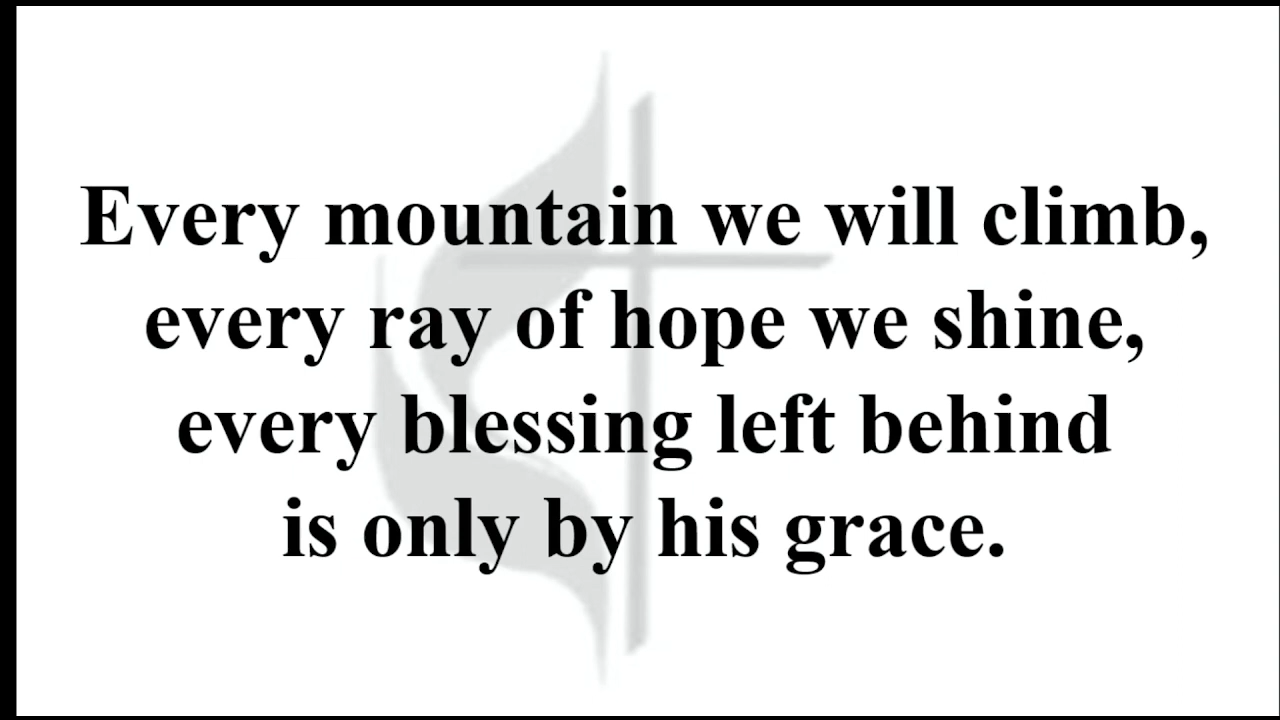 Every mountain we will climb,
every ray of hope we shine,
every blessing left behind
is only by his grace.